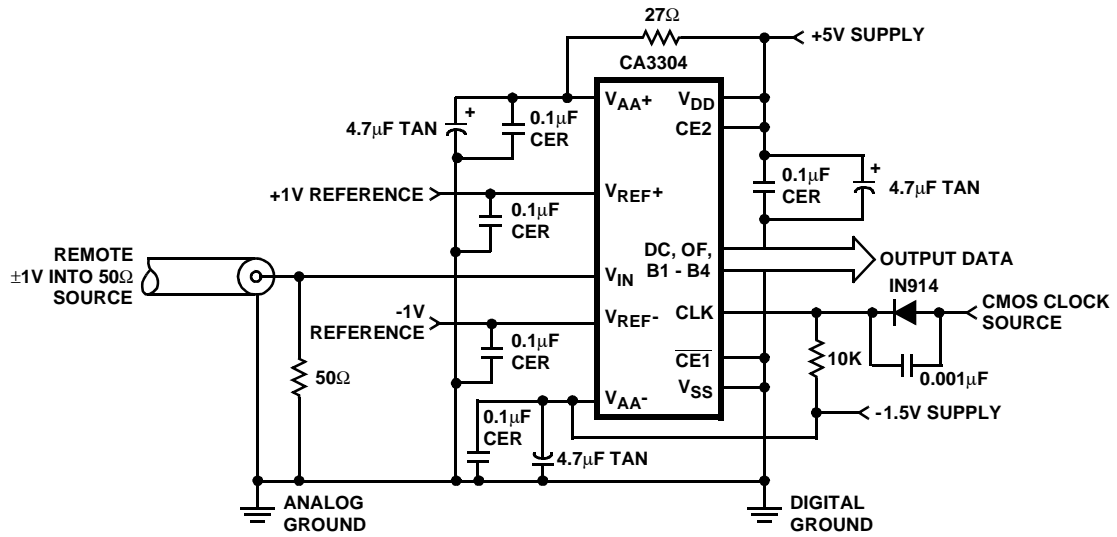 27Ω
+5V SUPPLY
CA3304
VAA+
VDD
CE2
4.7µF TAN
+
0.1µF
CER
+1V REFERENCE
0.1µF
CER
VREF+
0.1µF
CER
+
4.7µF TAN
REMOTE
±1V INTO 50Ω
SOURCE
VIN
DC, OF,
B1 - B4
OUTPUT DATA
-1V
REFERENCE
VREF-
CLK
IN914
CMOS CLOCK
SOURCE
0.1µF
CER
CE1
10K
0.001µF
50Ω
VAA-
VSS
-1.5V SUPPLY
0.1µF
CER
4.7µF TAN
ANALOG
GROUND
DIGITAL
GROUND